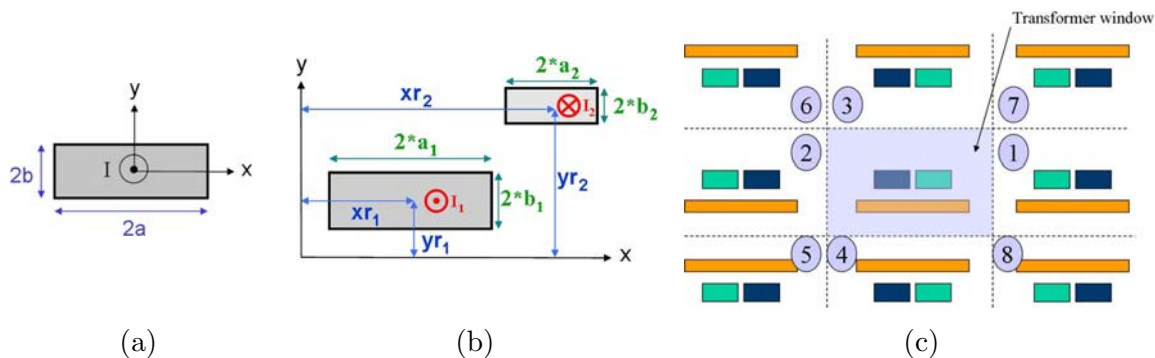 Transformer window
y
I
x
2b
2a
(a)
y
2*a₂
xr₂
I₂
2*b₂
2*a₁
yr₂
I₁
2*b₁
xr₁
yr₁
x
(b)
6
3
7
2
1
5
4
8
(c)